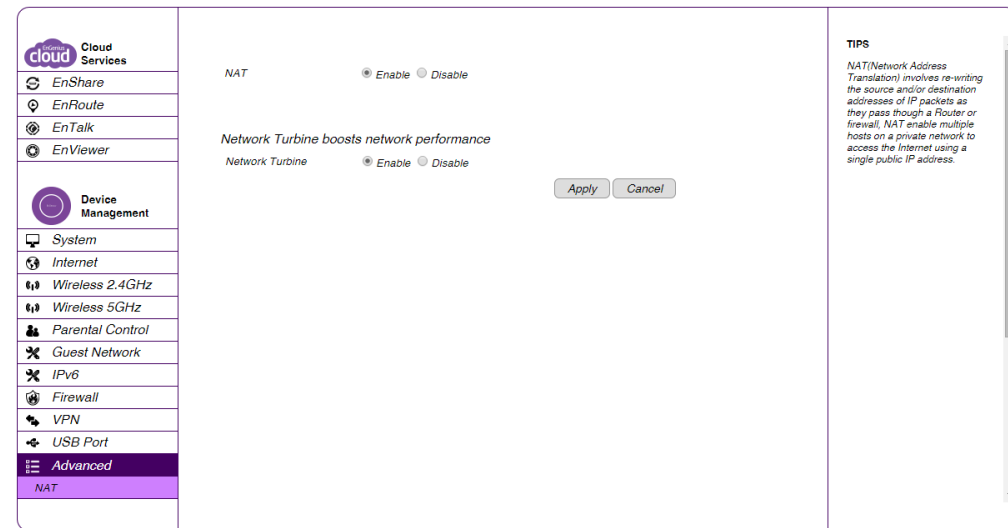 EnGenius
cloud
Cloud
Services
EnShare
EnRoute
EnTalk
EnViewer
Device
Management
System
Internet
Wireless 2.4GHz
Wireless 5GHz
Parental Control
Guest Network
IPv6
Firewall
VPN
USB Port
Advanced
NAT
NAT Enable Disable
Network Turbine boosts network performance
Network Turbine Enable Disable
Apply Cancel
TIPS
NAT(Network Address
Translation) involves re-writing
the source and/or destination
addresses of IP packets as
they pass though a Router or
firewall, NAT enable multiple
hosts on a private network to
access the Internet using a
single public IP address.